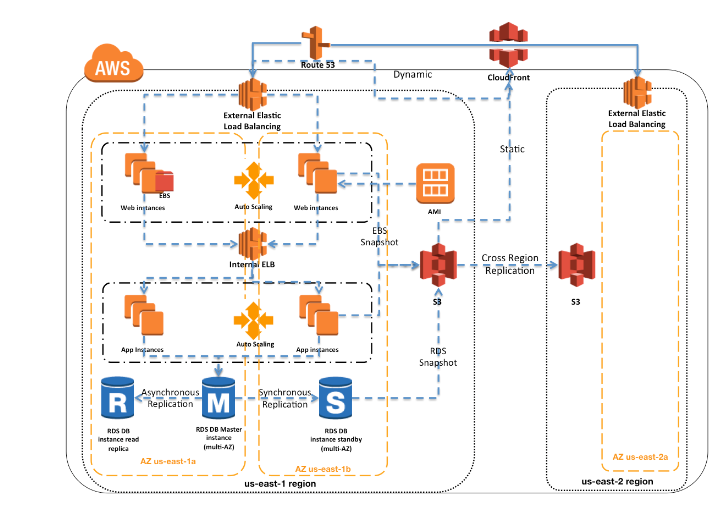 AWS
Route 53
CloudFront
Dynamic
External Elastic
Load Balancing
External Elastic
Load Balancing
Static
EBS
Web instances
Auto Scaling
Web instances
AMI
EBS
Snapshot
Internal ELB
Cross Region
Replication
S3
S3
App Instances
Auto Scaling
App instances
RDS
Snapshot
Asynchronous
Replication
Synchronous
Replication
R
M
S
RDS DB
instance read
replica
RDS DB Master
instance
(multi-AZ)
RDS DB
instance standby
(multi-AZ)
AZ us-east-1a
AZ us-east-1b
AZ us-east-2a
us-east-1 region
us-east-2 region